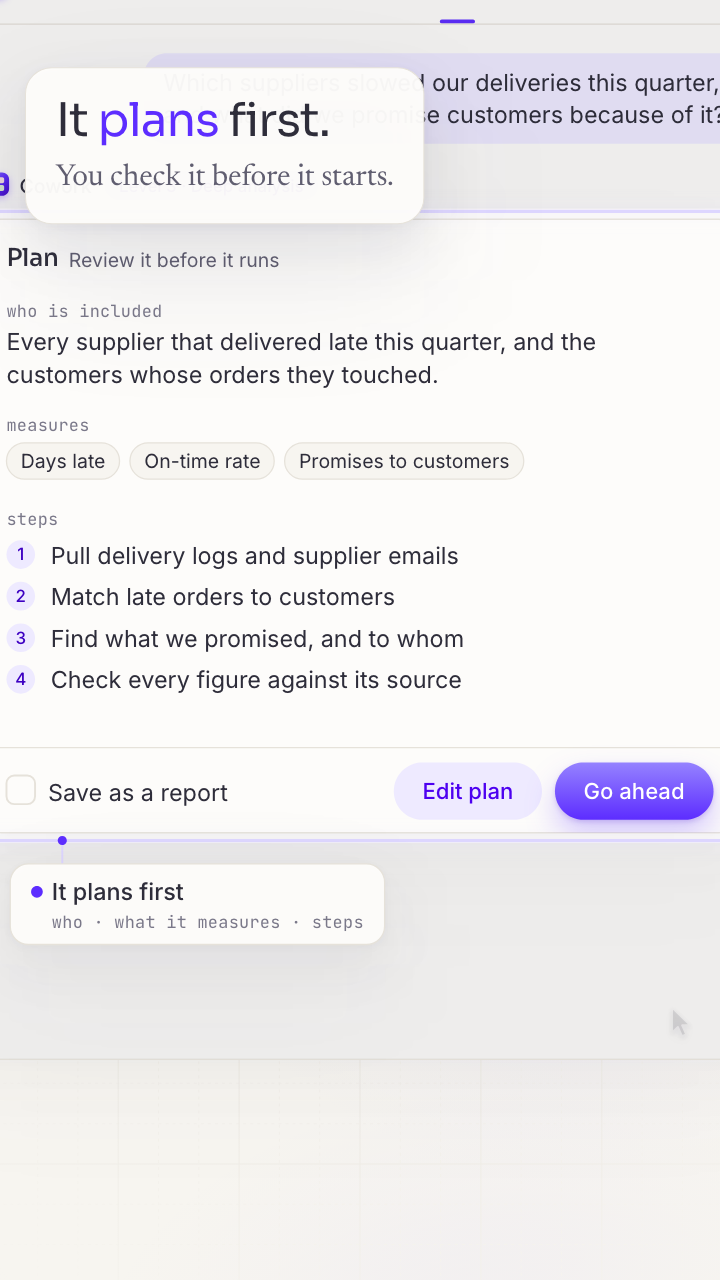 Which suppliers slowed our deliveries this quarter,
we promise customers because of it?
It plans first.
You check it before it starts.
Plan Review it before it runs
who is included
Every supplier that delivered late this quarter, and the
customers whose orders they touched.
measures
Days late On-time rate Promises to customers
steps
1 Pull delivery logs and supplier emails
2 Match late orders to customers
3 Find what we promised, and to whom
4 Check every figure against its source
Save as a report Edit plan Go ahead
It plans first
who · what it measures · steps